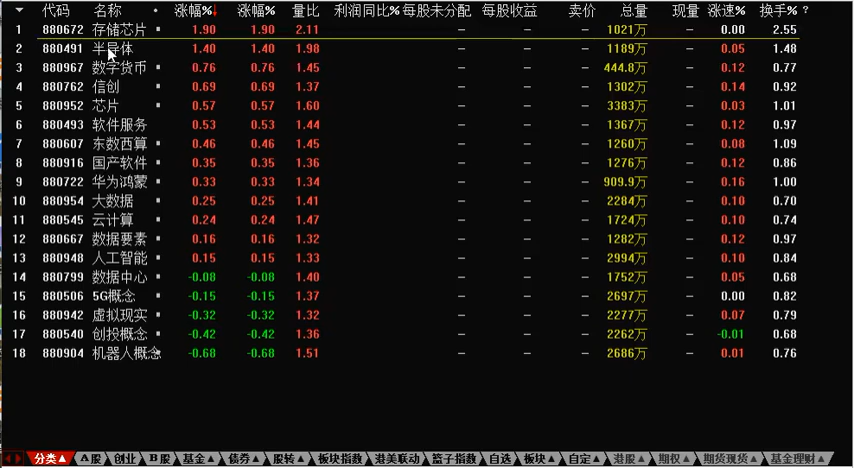 代码 名称 涨幅%↓ 涨幅% 量比 利润同比% 每股未分配 每股收益 卖价 总量 现量 涨速% 换手% ?
1 880672 存储芯片 1.90 1.90 2.11 – – – 1021万 – 0.00 2.55
2 880491 半导体 1.40 1.40 1.98 – – – 1189万 – 0.05 1.48
3 880967 数字货币 0.76 0.76 1.45 – – – 444.8万 – 0.12 0.77
4 880762 信创 0.69 0.69 1.37 – – – 1302万 – 0.14 0.92
5 880952 芯片 0.57 0.57 1.60 – – – 3383万 – 0.03 1.01
6 880493 软件服务 0.53 0.53 1.44 – – – 1367万 – 0.12 0.97
7 880607 东数西算 0.46 0.46 1.45 – – – 1260万 – 0.08 1.09
8 880916 国产软件 0.35 0.35 1.36 – – – 1276万 – 0.12 0.86
9 880722 华为鸿蒙 0.33 0.33 1.34 – – – 909.9万 – 0.16 1.00
10 880954 大数据 0.25 0.25 1.41 – – – 2284万 – 0.10 0.70
11 880545 云计算 0.24 0.24 1.47 – – – 1724万 – 0.10 0.74
12 880667 数据要素 0.16 0.16 1.32 – – – 1282万 – 0.12 0.97
13 880948 人工智能 0.15 0.15 1.33 – – – 2994万 – 0.10 0.84
14 880799 数据中心 -0.08 -0.08 1.40 – – – 1752万 – 0.05 0.68
15 880506 5G概念 -0.15 -0.15 1.37 – – – 2697万 – 0.00 0.82
16 880942 虚拟现实 -0.32 -0.32 1.32 – – – 2277万 – 0.07 0.79
17 880540 创投概念 -0.42 -0.42 1.36 – – – 2262万 – -0.01 0.68
18 880904 机器人概念 -0.68 -0.68 1.51 – – – 2686万 – 0.01 0.76
分类▲ A股 创业 B股 基金▲ 债券▲ 股转▲ 板块指数 港美联动 篮子指数 自选 板块▲ 自定▲ 港股▲ 期权▲ 期货现货▲ 基金理财▲